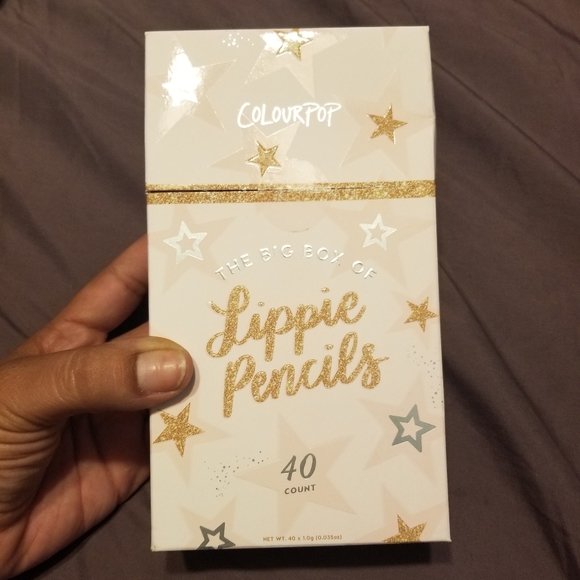 COLOURPOP
THE BIG BOX OF
Lippie
Pencils
40
COUNT
NET WT. 40 x 1.0g (0.035oz)